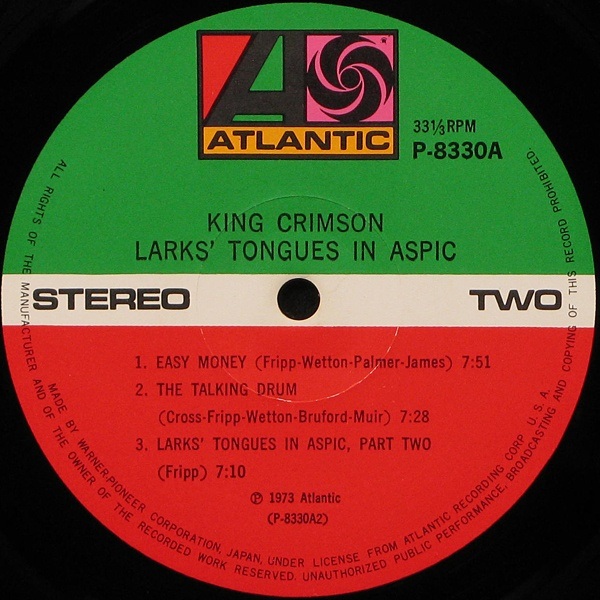 ATLANTIC
33⅓RPM
P-8330A
KING CRIMSON
LARKS' TONGUES IN ASPIC
STEREO
TWO
1. EASY MONEY (Fripp-Wetton-Palmer-James) 7:51
2. THE TALKING DRUM
(Cross-Fripp-Wetton-Bruford-Muir) 7:28
3. LARKS' TONGUES IN ASPIC, PART TWO
(Fripp) 7:10
Ⓟ 1973 Atlantic
(P-8330A2)
MADE BY WARNER-PIONEER CORPORATION, JAPAN, UNDER LICENSE FROM ATLANTIC RECORDING CORP. U. S. A.
ALL RIGHTS OF THE MANUFACTURER AND OF THE OWNER OF THE RECORDED WORK RESERVED. UNAUTHORIZED PUBLIC PERFORMANCE, BROADCASTING AND COPYING OF THIS RECORD PROHIBITED.